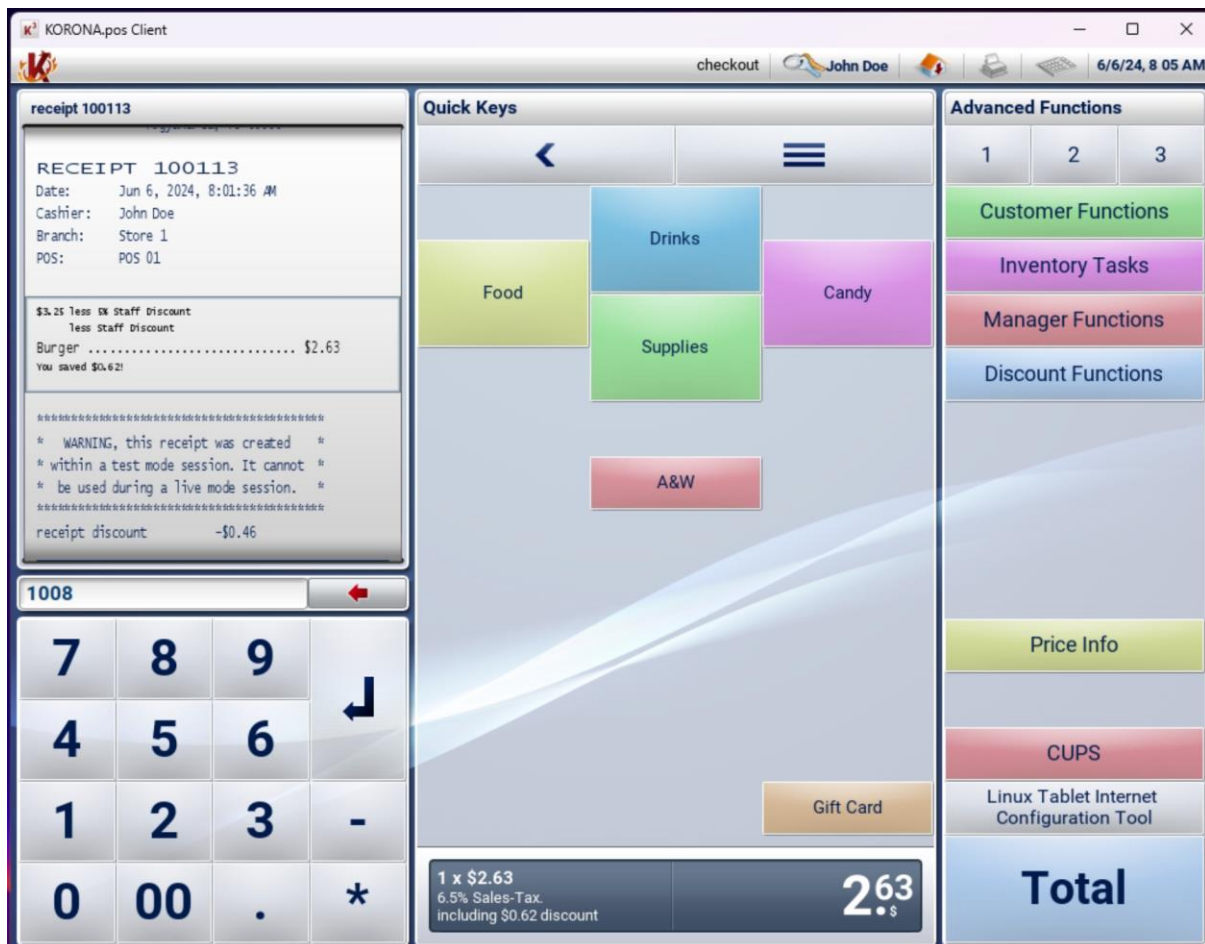 KORONA.pos Client
checkout John Doe 6/6/24, 8 05 AM
receipt 100113
RECEIPT 100113
Date: Jun 6, 2024, 8:01:36 AM
Cashier: John Doe
Branch: Store 1
POS: POS 01
$3.25 less 5% Staff Discount
less Staff Discount
Burger ............................. $2.63
You saved $0.62!
******************************************
* WARNING, this receipt was created *
* within a test mode session. It cannot *
* be used during a live mode session. *
******************************************
receipt discount -$0.46
1008
7 8 9
4 5 6
1 2 3 -
0 00 . *
Quick Keys
Drinks
Food
Candy
Supplies
A&W
Gift Card
1 x $2.63
6.5% Sales-Tax.
including $0.62 discount
2.63 $
Advanced Functions
1 2 3
Customer Functions
Inventory Tasks
Manager Functions
Discount Functions
Price Info
CUPS
Linux Tablet Internet
Configuration Tool
Total